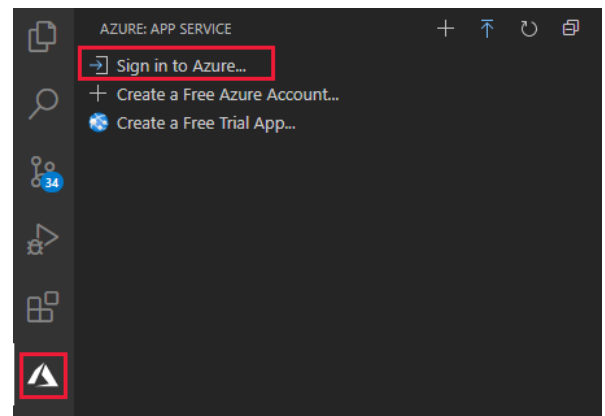 AZURE: APP SERVICE
Sign in to Azure...
Create a Free Azure Account...
Create a Free Trial App...
34